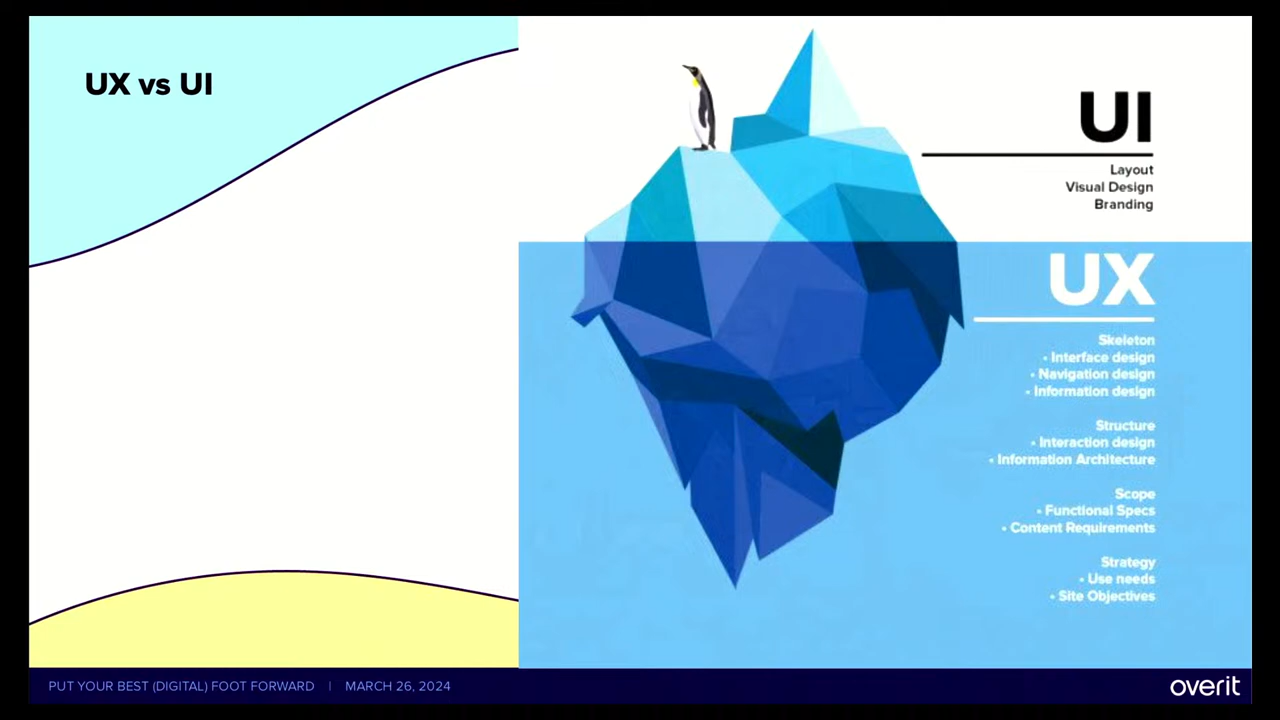 UX vs UI
UI
Layout
Visual Design
Branding
UX
Skeleton
• Interface design
• Navigation design
• Information design
Structure
• Interaction design
• Information Architecture
Scope
• Functional Specs
• Content Requirements
Strategy
• Use needs
• Site Objectives
PUT YOUR BEST (DIGITAL) FOOT FORWARD | MARCH 26, 2024
overit